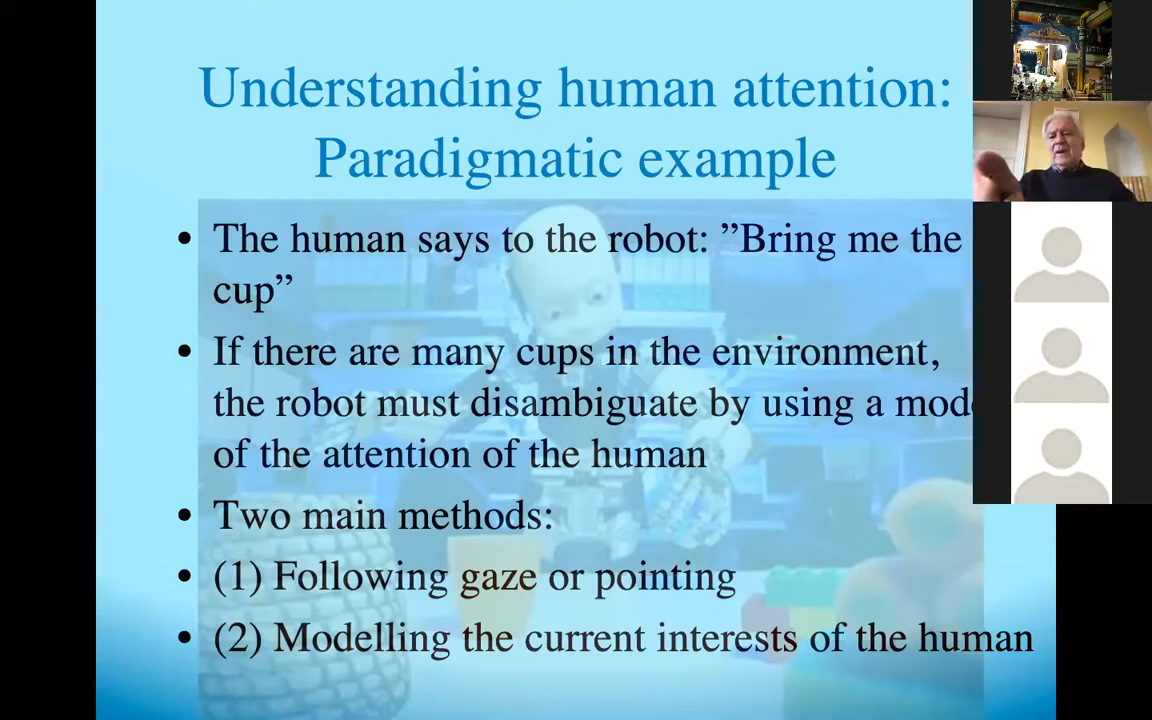 Understanding human attention:
Paradigmatic example
• The human says to the robot: ”Bring me the
cup”
• If there are many cups in the environment,
the robot must disambiguate by using a
of the attention of the human
• Two main methods:
• (1) Following gaze or pointing
• (2) Modelling the current interests of the human